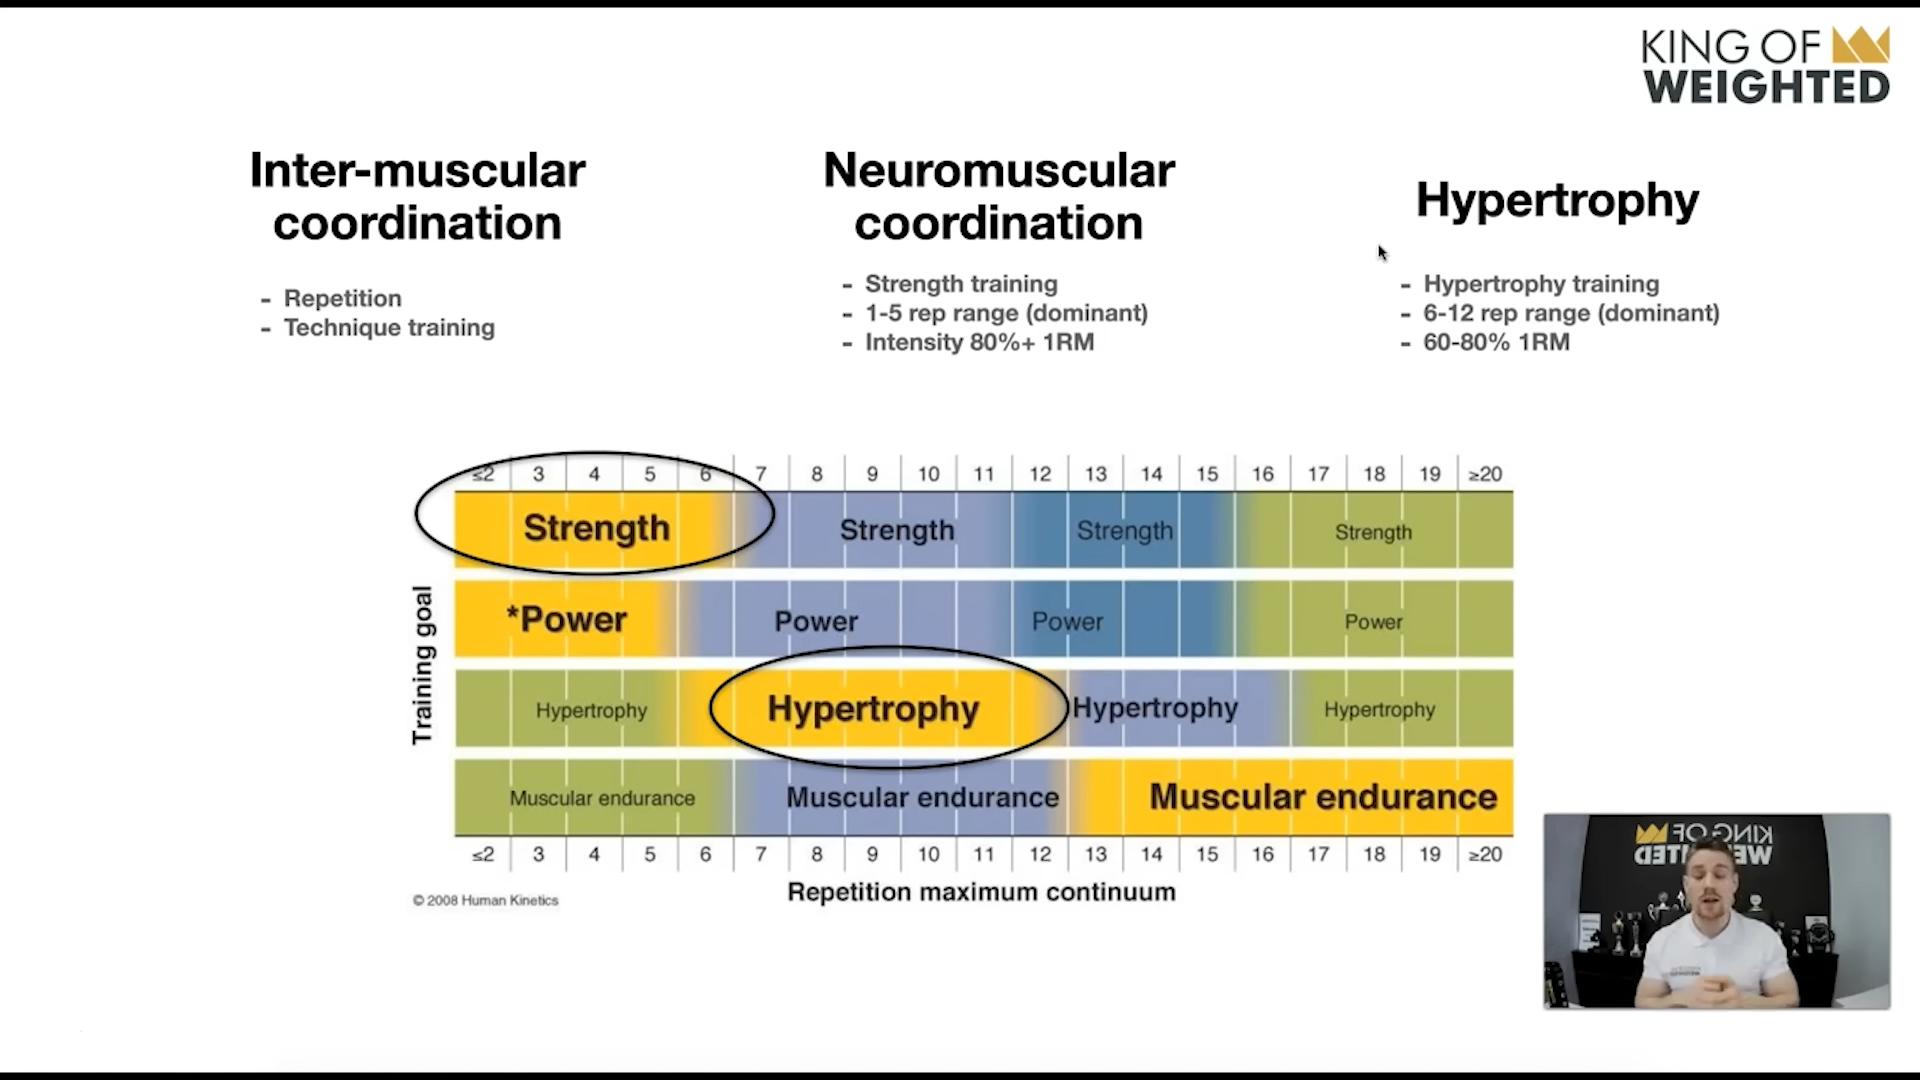 KING OF
WEIGHTED
Inter-muscular
coordination
- Repetition
- Technique training
Neuromuscular
coordination
- Strength training
- 1-5 rep range (dominant)
- Intensity 80%+ 1RM
Hypertrophy
- Hypertrophy training
- 6-12 rep range (dominant)
- 60-80% 1RM
≤2 3 4 5 6 7 8 9 10 11 12 13 14 15 16 17 18 19 ≥20
Strength Strength Strength Strength
*Power Power Power Power
Hypertrophy Hypertrophy Hypertrophy Hypertrophy
Muscular endurance Muscular endurance Muscular endurance
Training goal
≤2 3 4 5 6 7 8 9 10 11 12 13 14 15 16 17 18 19 ≥20
Repetition maximum continuum
© 2008 Human Kinetics
KING OF